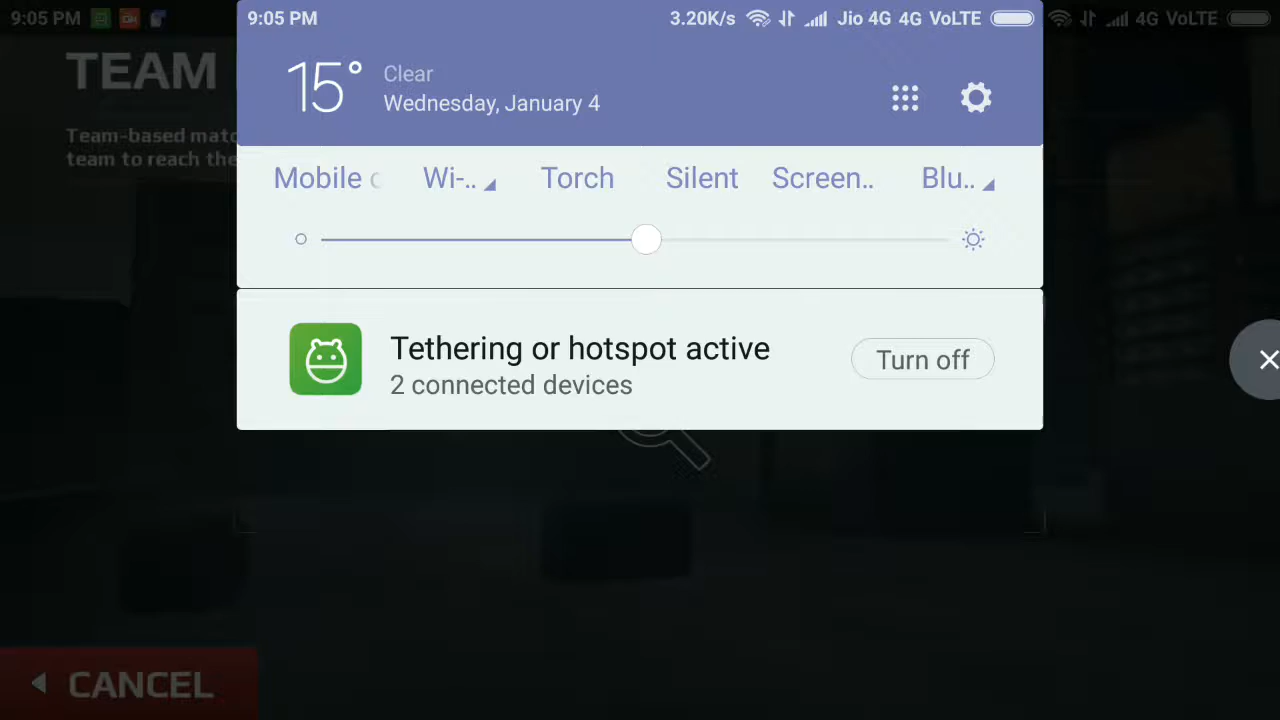 9:05 PM
9:05 PM 3.20K/s Jio 4G 4G VoLTE
4G VoLTE
TEAM
Team-based matc
team to reach the
15° Clear
Wednesday, January 4
Mobile Wi-.. Torch Silent Screen.. Blu..
Tethering or hotspot active
2 connected devices
Turn off
CANCEL